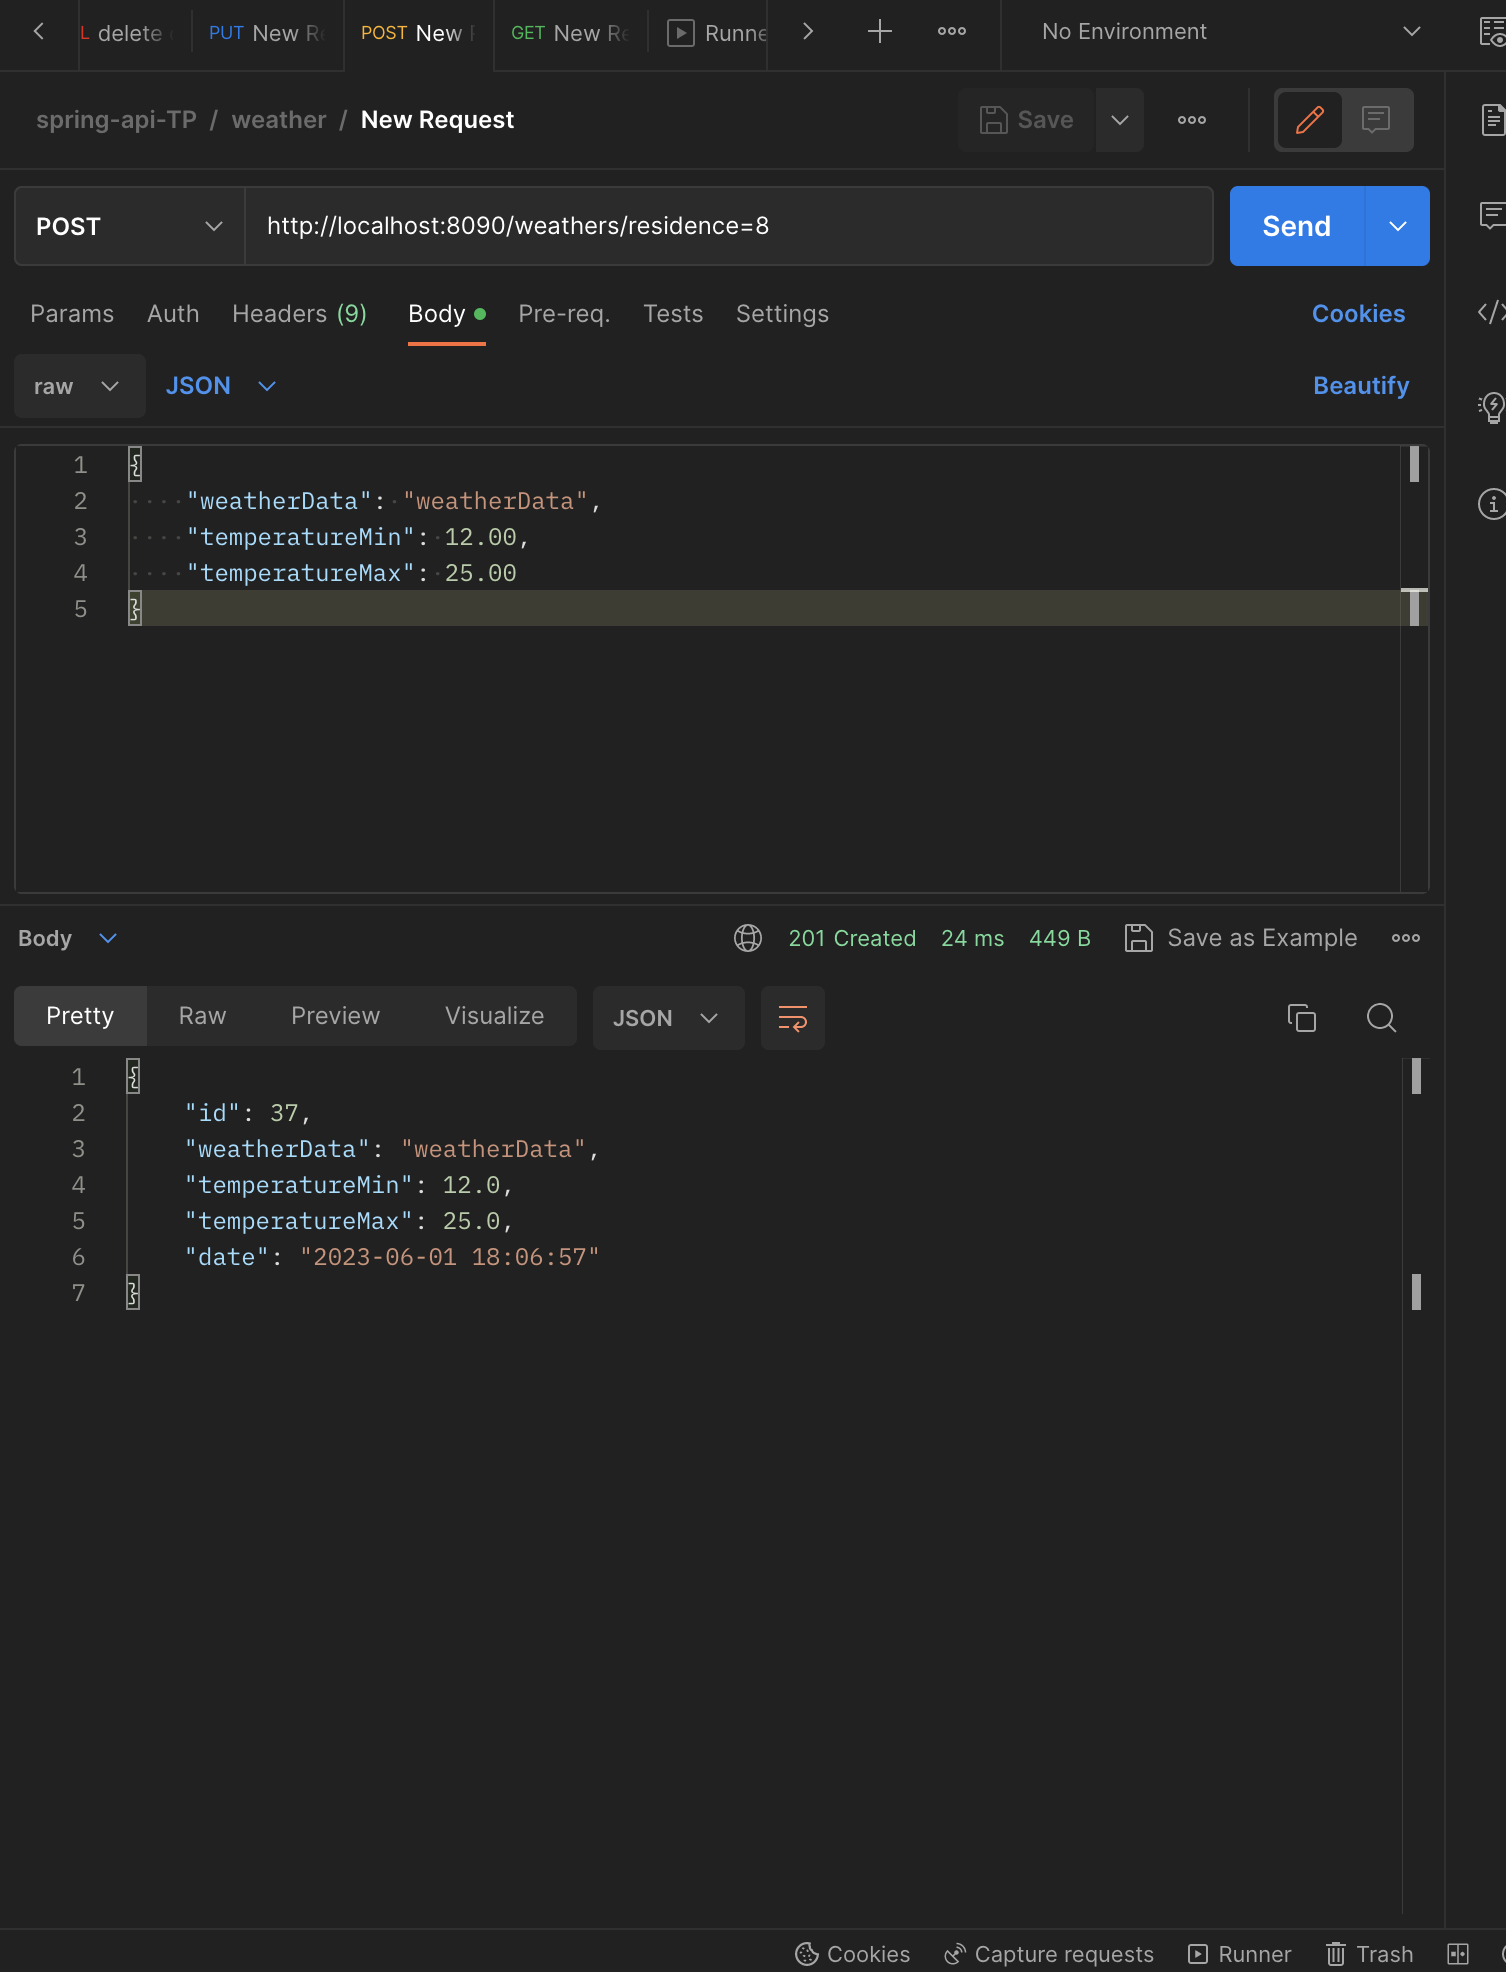 L delete PUT New Re POST New GET New Re Runne No Environment
spring-api-TP / weather / New Request Save
POST http://localhost:8090/weathers/residence=8 Send
Params Auth Headers (9) Body Pre-req. Tests Settings Cookies
raw JSON Beautify
1 {
2 "weatherData": "weatherData",
3 "temperatureMin": 12.00,
4 "temperatureMax": 25.00
5 }
Body 201 Created 24 ms 449 B Save as Example
Pretty Raw Preview Visualize JSON
1 {
2 "id": 37,
3 "weatherData": "weatherData",
4 "temperatureMin": 12.0,
5 "temperatureMax": 25.0,
6 "date": "2023-06-01 18:06:57"
7 }
Cookies Capture requests Runner Trash